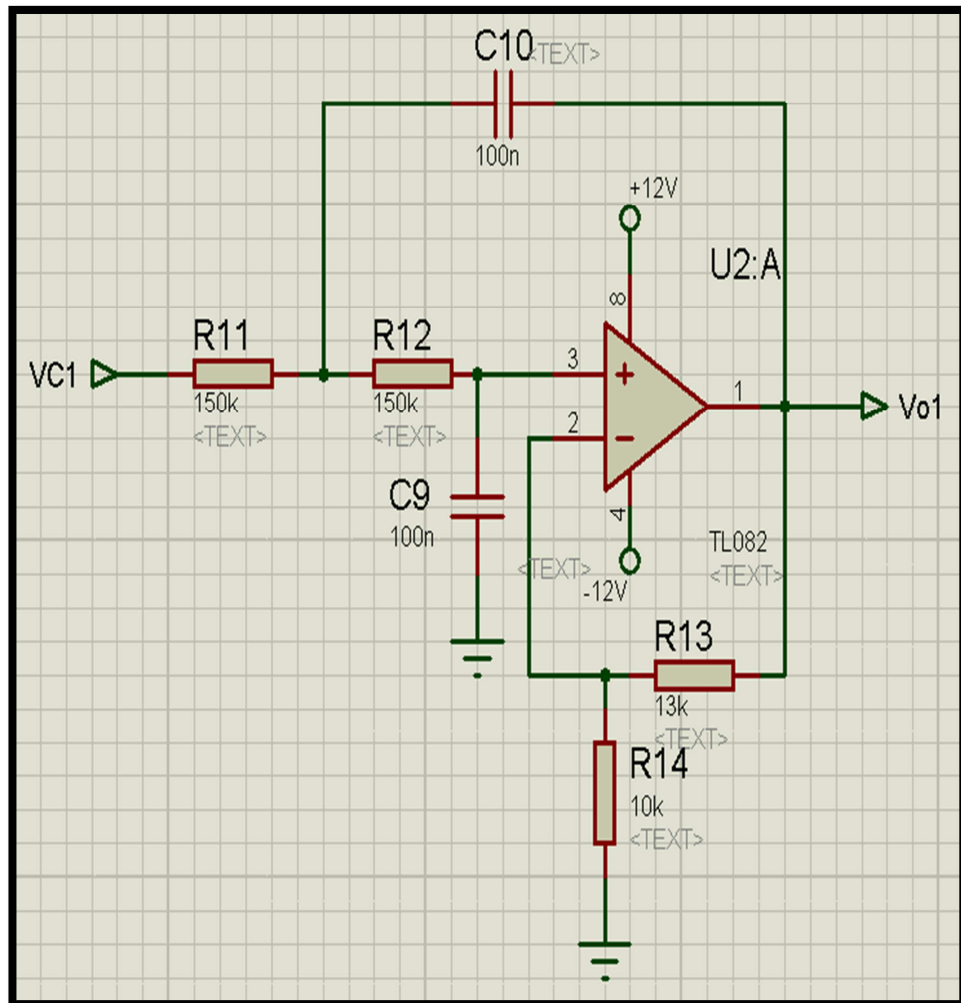 C10
<TEXT>
100n
+12V
U2:A
8
R11
R12
VC1
3
1
150k
150k
Vo1
<TEXT>
<TEXT>
2
C9
100n
4
TL082
<TEXT>
<TEXT>
-12V
R13
13k
<TEXT>
R14
10k
<TEXT>